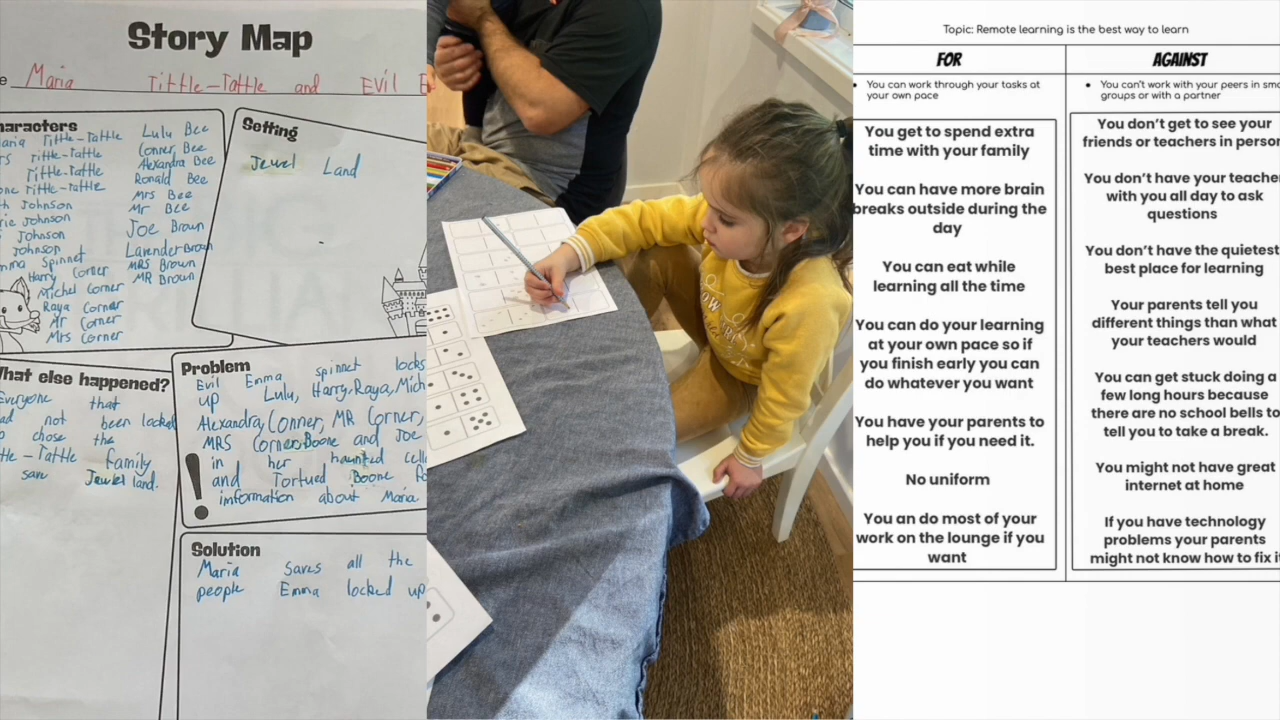 Story Map
Maria Tittle-Tattle and EVIL
Characters
Tittle-Tattle
Tittle-Tattle
Tittle-Tattle
Tittle-Tattle
Johnson
Johnson
Johnson
Johnson
Spinnet
Harry Corner
Michel Corner
Raya Corner
Mr Corner
Mrs Corner
Lulu Bee
Conner Bee
Alexandra Bee
Ronald Bee
Mrs Bee
Mr Bee
Joe Brown
Lavender Brown
MRS Brown
MR Brown
Setting
Jewel Land
What else happened?
Everyone that
not been locked
chose the
family
save Jewel land.
Problem
Evil Emma spinnet locks
up Lulu, Harry, Raya, Mich
Alexandra, Conner, MR Corner,
MRS Corner, Boone and Joe
in her haunted
and Tortued Boone
information about Maria
!
Solution
Maria saves all the
people Emma locked up
Topic: Remote learning is the best way to learn
FOR
You can work through your tasks at
your own pace
You get to spend extra
time with your family
You can have more brain
breaks outside during the
day
You can eat while
learning all the time
You can do your learning
at your own pace so if
you finish early you can
do whatever you want
You have your parents to
help you if you need it.
No uniform
You an do most of your
work on the lounge if you
want
AGAINST
You can't work with your peers in
groups or with a partner
You don't get to see your
friends or teachers in person
You don't have your teacher
with you all day to ask
questions
You don't have the quietest
best place for learning
Your parents tell you
different things than what
your teachers would
You can get stuck doing a
few long hours because
there are no school bells to
tell you to take a break.
You might not have great
internet at home
If you have technology
problems your parents
might not know how to fix it